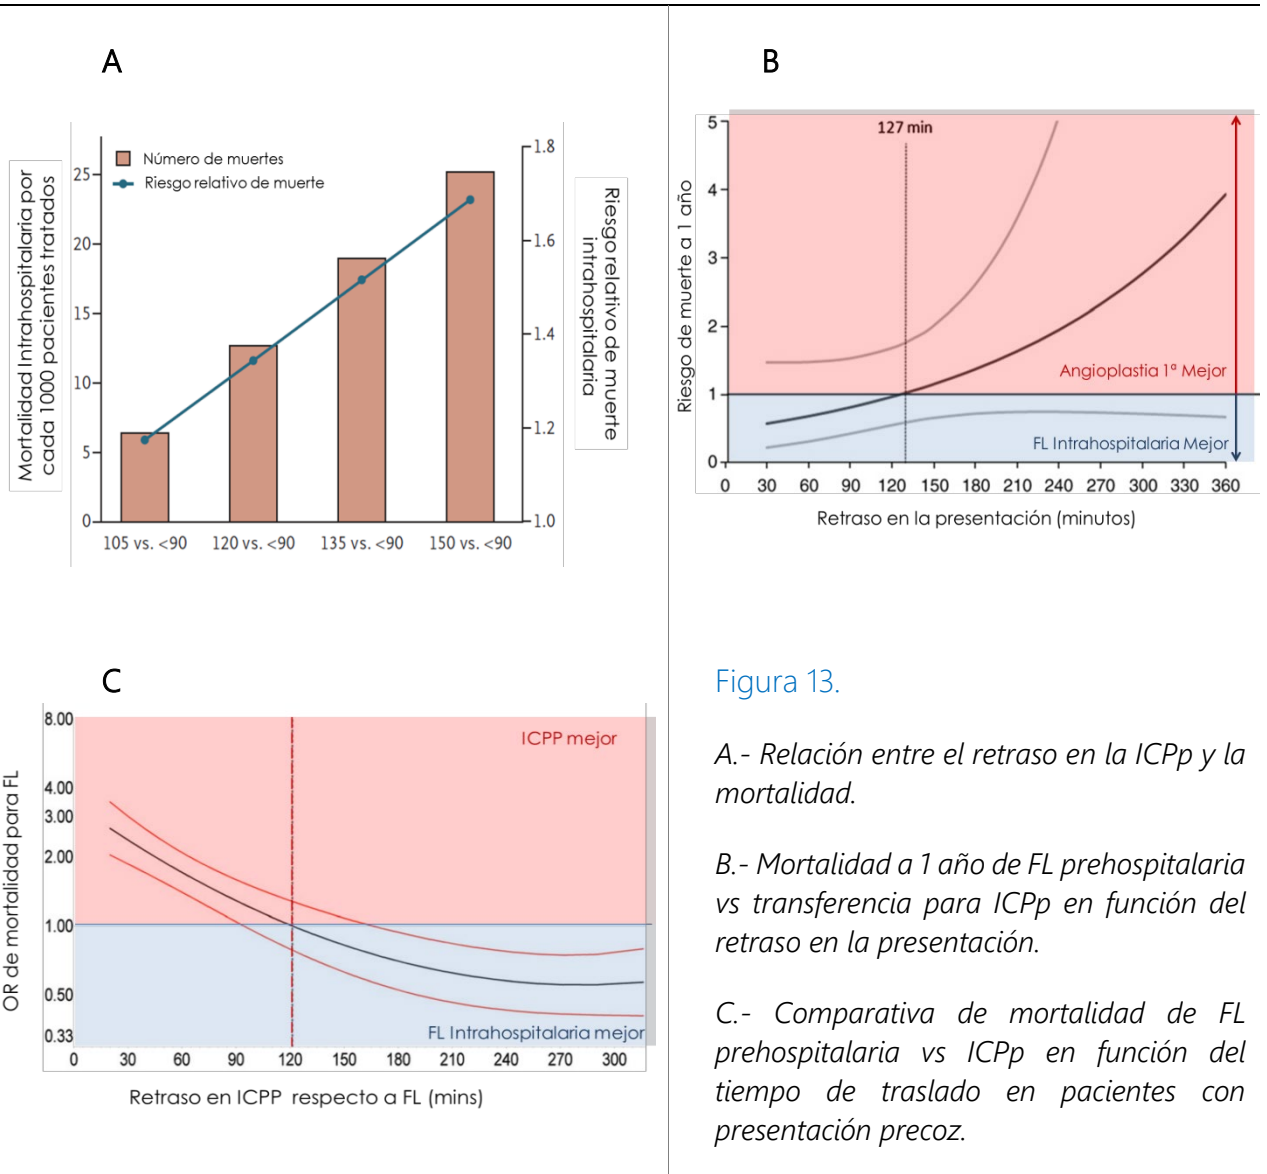 A
Mortalidad Intrahospitalaria por
cada 1000 pacientes tratados
Número de muertes
Riesgo relativo de muerte
25
20
15
10
5
0
1.8
1.6
1.4
1.2
1.0
Riesgo relativo de muerte
intrahospitalaria
105 vs. <90 120 vs. <90 135 vs. <90 150 vs. <90
B
Riesgo de muerte a 1 año
5
4
3
2
1
0
127 min
Angioplastia 1º Mejor
FL Intrahospitalaria Mejor
0 30 60 90 120 150 180 210 240 270 300 330 360
Retraso en la presentación (minutos)
C
OR de mortalidad para FL
8.00
4.00
3.00
2.00
1.00
0.50
0.33
ICPP mejor
FL Intrahospitalaria mejor
0 30 60 90 120 150 180 210 240 270 300
Retraso en ICPP respecto a FL (mins)
Figura 13.
A.- Relación entre el retraso en la ICPp y la
mortalidad.
B.- Mortalidad a 1 año de FL prehospitalaria
vs transferencia para ICPp en función del
retraso en la presentación.
C.- Comparativa de mortalidad de FL
prehospitalaria vs ICPp en función del
tiempo de traslado en pacientes con
presentación precoz.